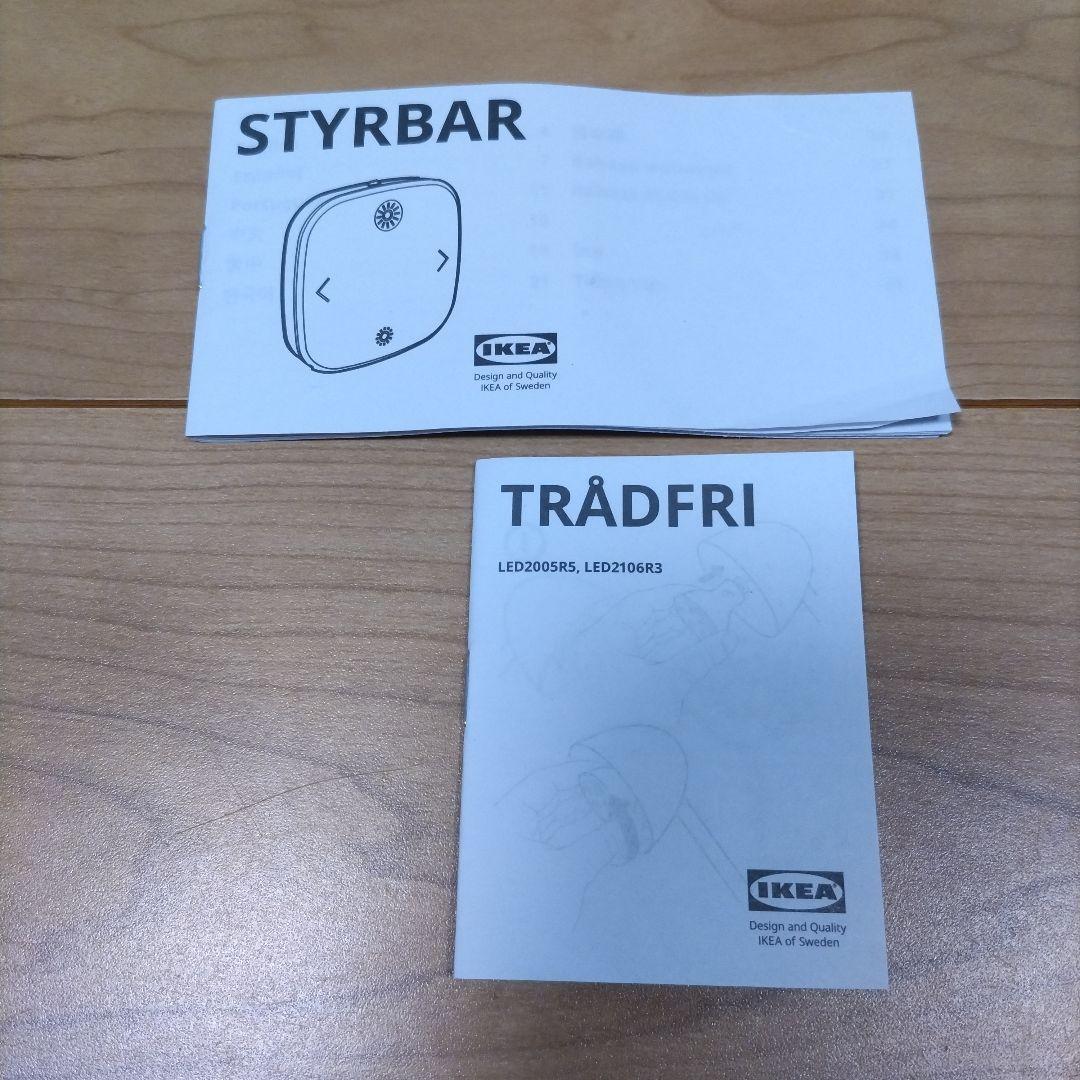 STYRBAR
IKEA
Design and Quality
IKEA of Sweden
TRÅDFRI
LED2005R5, LED2106R3
IKEA
Design and Quality
IKEA of Sweden